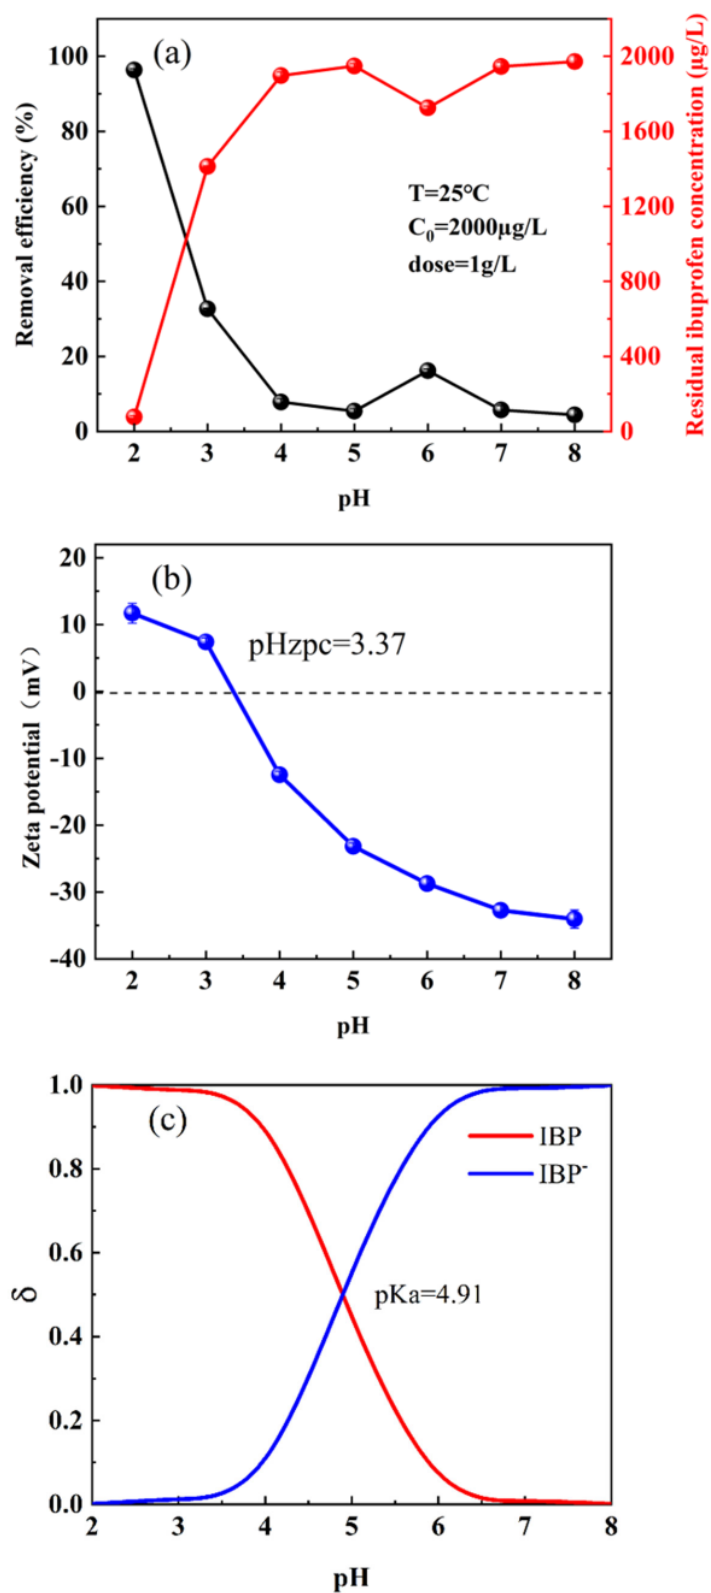 (a)
Removal efficiency (%)
100
80
60
40
20
0
Residual ibuprofen concentration (μg/L)
2000
1600
1200
800
400
0
T=25℃
C₀=2000μg/L
dose=1g/L
2 3 4 5 6 7 8
pH
(b)
Zeta potential（mV）
20
10
0
-10
-20
-30
-40
pHzpc=3.37
2 3 4 5 6 7 8
pH
(c)
δ
1.0
0.8
0.6
0.4
0.2
0.0
IBP
IBP⁻
pKa=4.91
2 3 4 5 6 7 8
pH